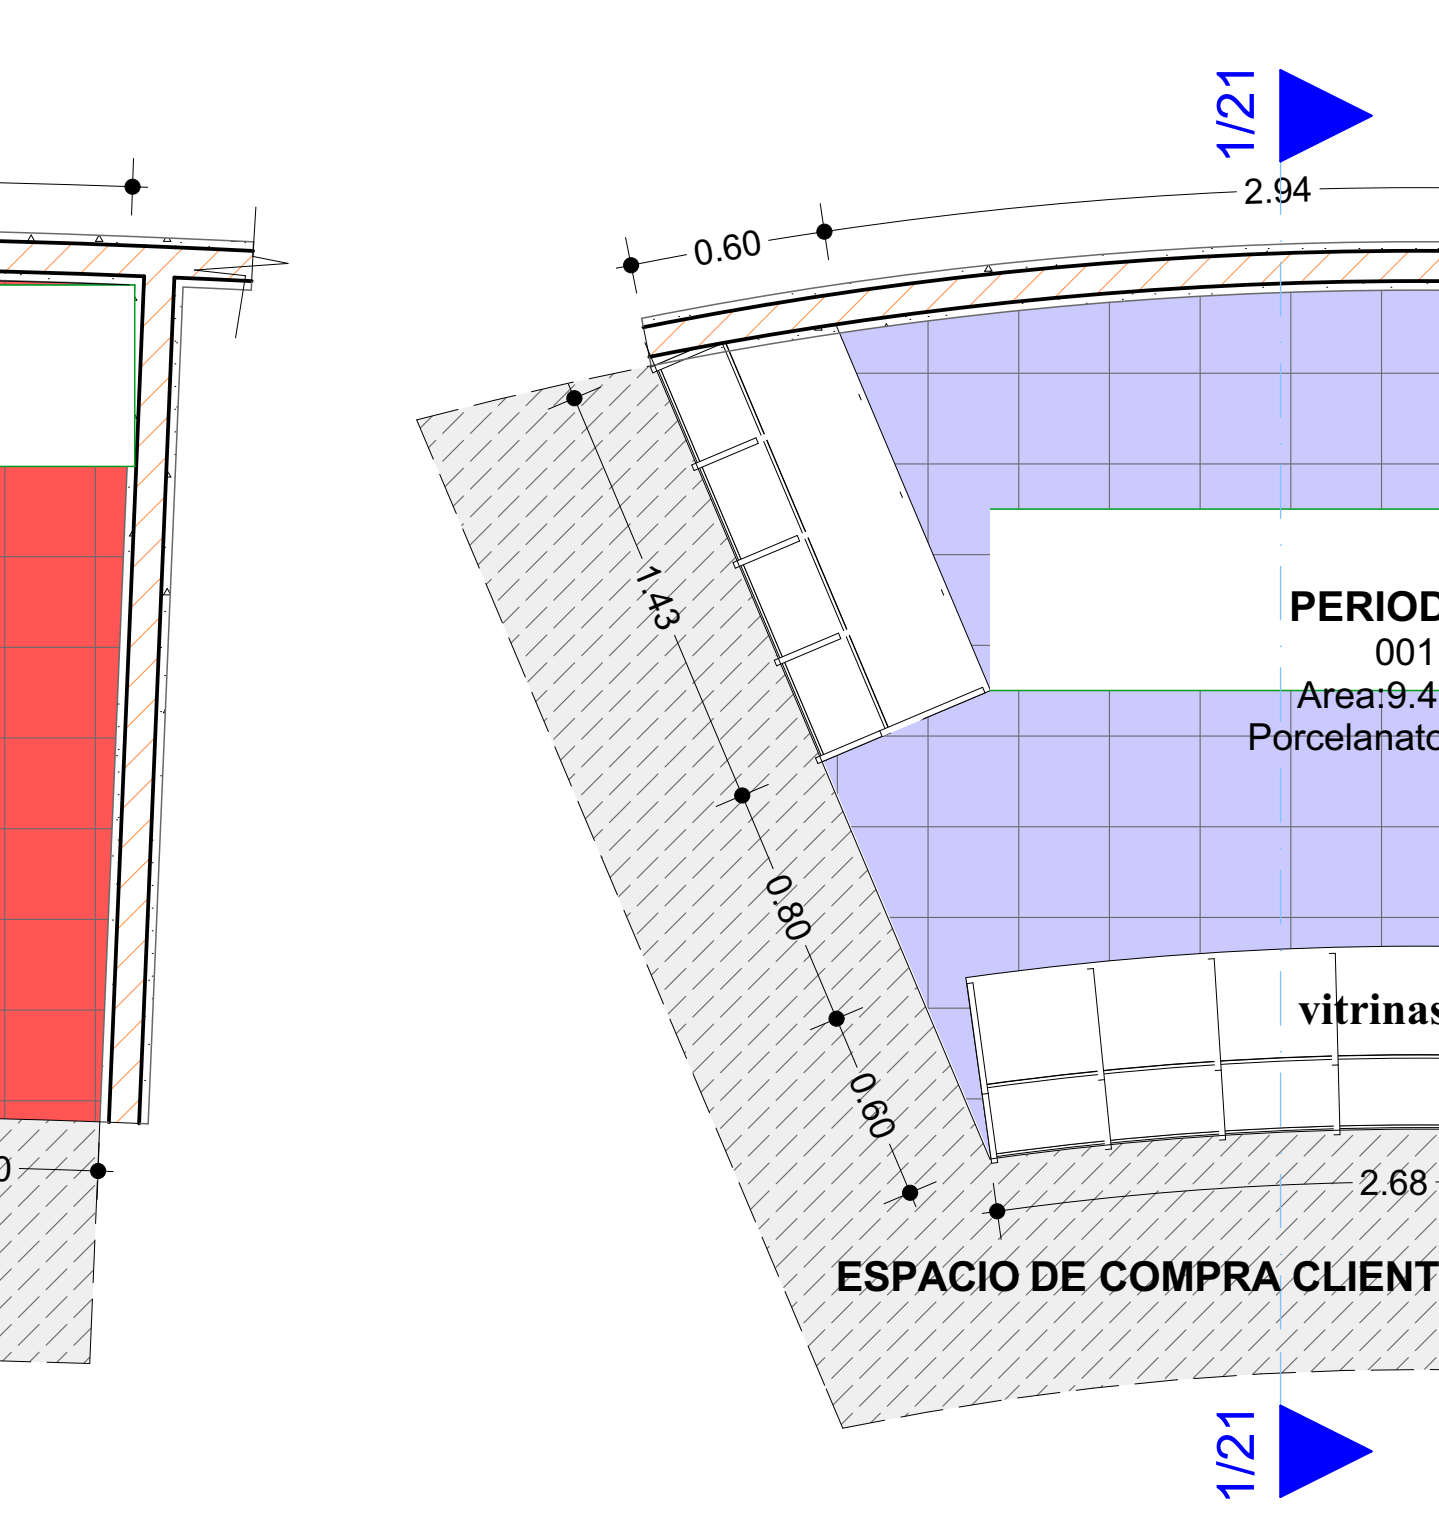 1/21
2.94
0.60
1.43
PERIOD
001
Area:9.4
Porcelanato
0.80
vitrinas
0.60
0
2.68
ESPACIO DE COMPRA CLIENT
1/21